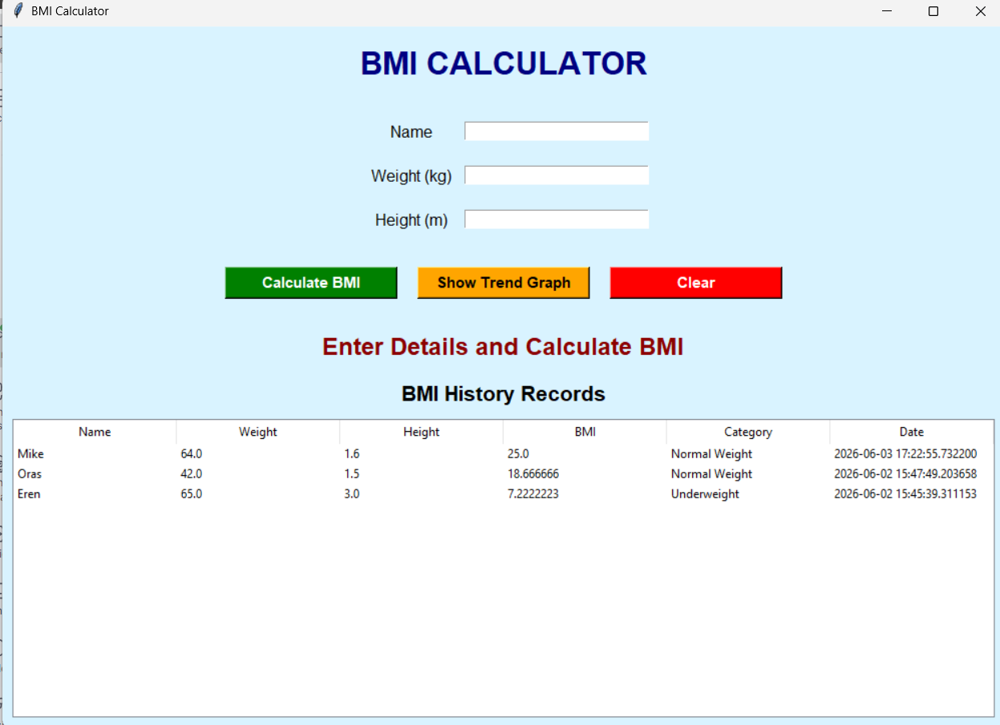 BMI Calculator
BMI CALCULATOR
Name
Weight (kg)
Height (m)
Calculate BMI Show Trend Graph Clear
Enter Details and Calculate BMI
BMI History Records
Name Weight Height BMI Category Date
Mike 64.0 1.6 25.0 Normal Weight 2026-06-03 17:22:55.732200
Oras 42.0 1.5 18.666666 Normal Weight 2026-06-02 15:47:49.203658
Eren 65.0 3.0 7.2222223 Underweight 2026-06-02 15:45:39.311153